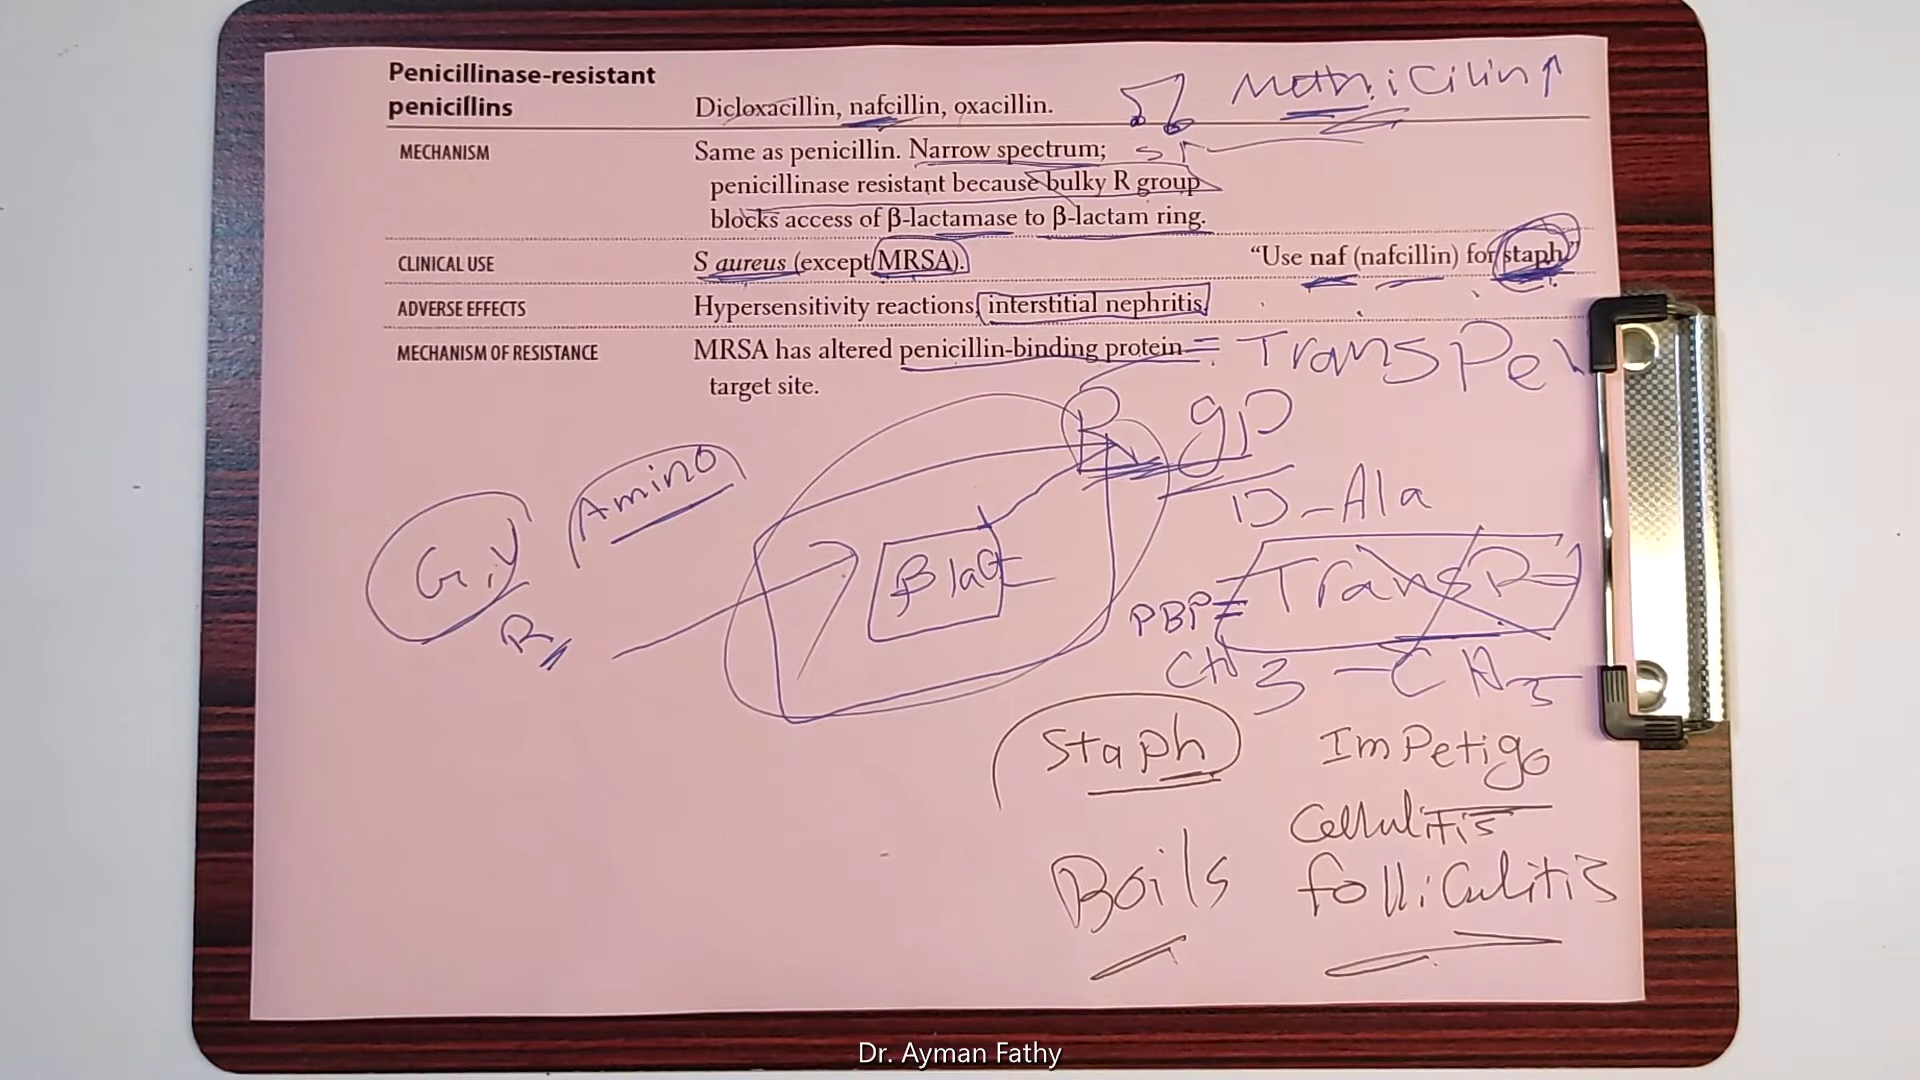 Penicillinase-resistant
penicillins
Dicloxacillin, nafcillin, oxacillin.
Methicilin
MECHANISM
Same as penicillin. Narrow spectrum;
penicillinase resistant because bulky R group
blocks access of β-lactamase to β-lactam ring.
CLINICAL USE
S aureus (except MRSA).
“Use naf (nafcillin) for staph.”
ADVERSE EFFECTS
Hypersensitivity reactions, interstitial nephritis.
MECHANISM OF RESISTANCE
MRSA has altered penicillin-binding protein
target site.
= TransPe
R gp
Amino
D-Ala
β lact
PBP=
TransP
CH3 - CH3
Staph
Impetigo
Cellulitis
Boils
folliculitis
Dr. Ayman Fathy